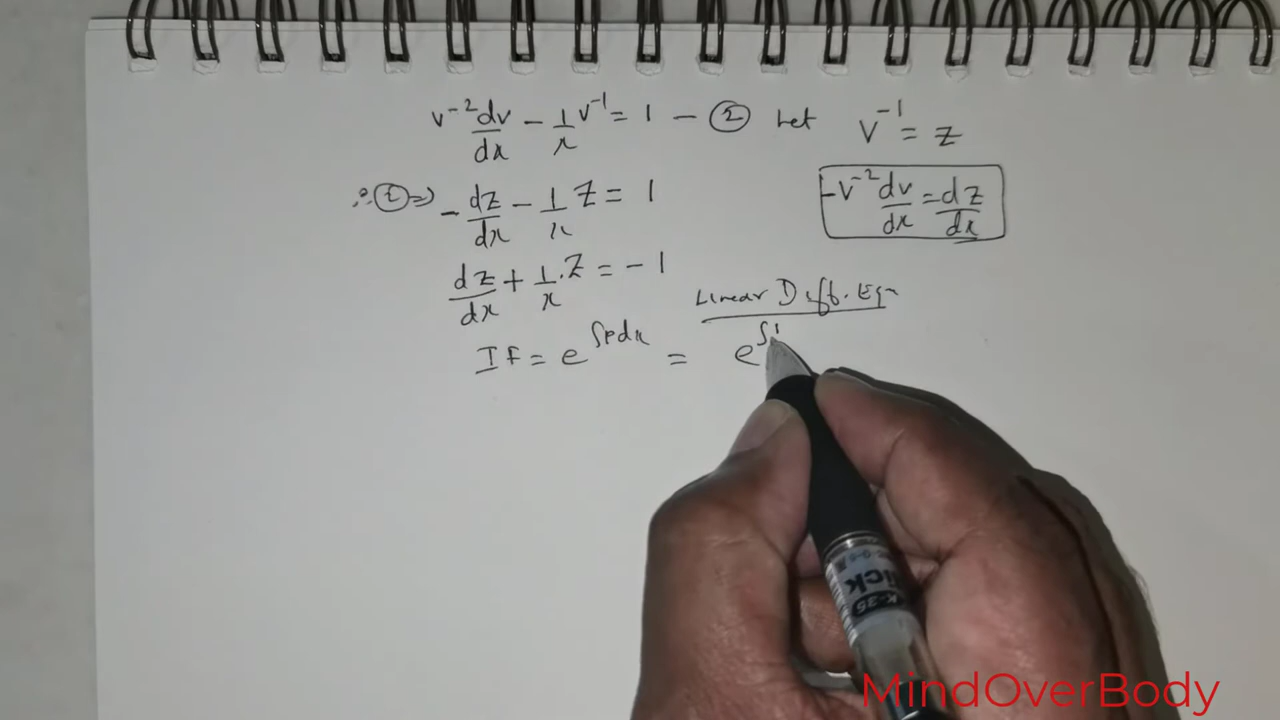 v⁻² dv/dx - 1/x v⁻¹ = 1 - ② Let v⁻¹ = z
-v⁻² dv/dx = dz/dx
∴ ② ⇒ - dz/dx - 1/x Z = 1
dz/dx + 1/x . Z = - 1
Linear Diff. Eqn
IF = e^∫pdx = e^∫1
MindOverBody